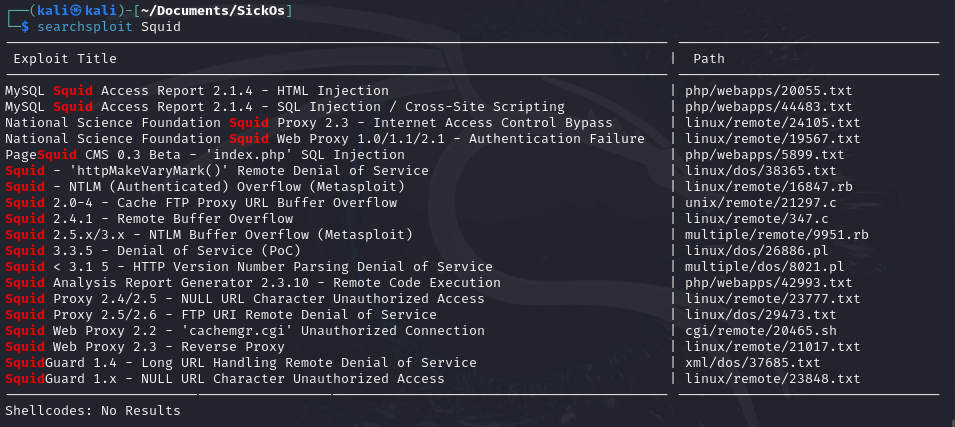 (kali㉿kali)-[~/Documents/SickOs]
$ searchsploit Squid
Exploit Title | Path
MySQL Squid Access Report 2.1.4 - HTML Injection | php/webapps/20055.txt
MySQL Squid Access Report 2.1.4 - SQL Injection / Cross-Site Scripting | php/webapps/44483.txt
National Science Foundation Squid Proxy 2.3 - Internet Access Control Bypass | linux/remote/24105.txt
National Science Foundation Squid Web Proxy 1.0/1.1/2.1 - Authentication Failure | linux/remote/19567.txt
PageSquid CMS 0.3 Beta - 'index.php' SQL Injection | php/webapps/5899.txt
Squid - 'httpMakeVaryMark()' Remote Denial of Service | linux/dos/38365.txt
Squid - NTLM (Authenticated) Overflow (Metasploit) | linux/remote/16847.rb
Squid 2.0-4 - Cache FTP Proxy URL Buffer Overflow | unix/remote/21297.c
Squid 2.4.1 - Remote Buffer Overflow | linux/remote/347.c
Squid 2.5.x/3.x - NTLM Buffer Overflow (Metasploit) | multiple/remote/9951.rb
Squid 3.3.5 - Denial of Service (PoC) | linux/dos/26886.pl
Squid < 3.1 5 - HTTP Version Number Parsing Denial of Service | multiple/dos/8021.pl
Squid Analysis Report Generator 2.3.10 - Remote Code Execution | php/webapps/42993.txt
Squid Proxy 2.4/2.5 - NULL URL Character Unauthorized Access | linux/remote/23777.txt
Squid Proxy 2.5/2.6 - FTP URI Remote Denial of Service | linux/dos/29473.txt
Squid Web Proxy 2.2 - 'cachemgr.cgi' Unauthorized Connection | cgi/remote/20465.sh
Squid Web Proxy 2.3 - Reverse Proxy | linux/remote/21017.txt
SquidGuard 1.4 - Long URL Handling Remote Denial of Service | xml/dos/37685.txt
SquidGuard 1.x - NULL URL Character Unauthorized Access | linux/remote/23848.txt
Shellcodes: No Results